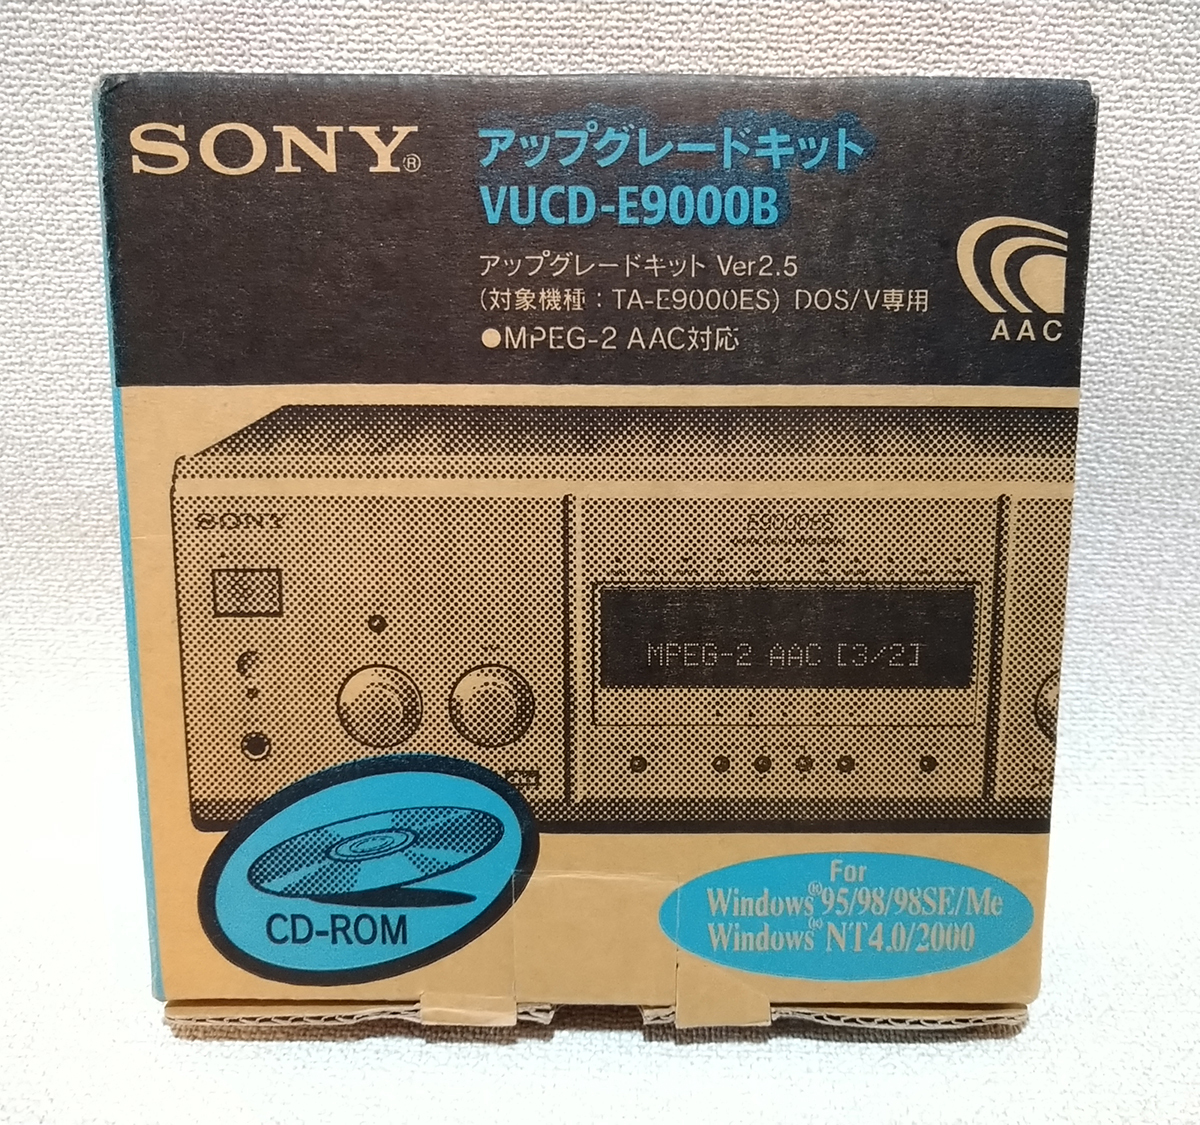 SONY®
アップグレードキット
VUCD-E9000B
アップグレードキット Ver2.5
(対象機種：TA-E9000ES) DOS/V専用
●MPEG-2 AAC対応
AAC
SONY
E9000ES
MPEG-2 AAC [3/2]
CD-ROM
For
Windows®95/98/98SE/Me
Windows® NT4.0/2000